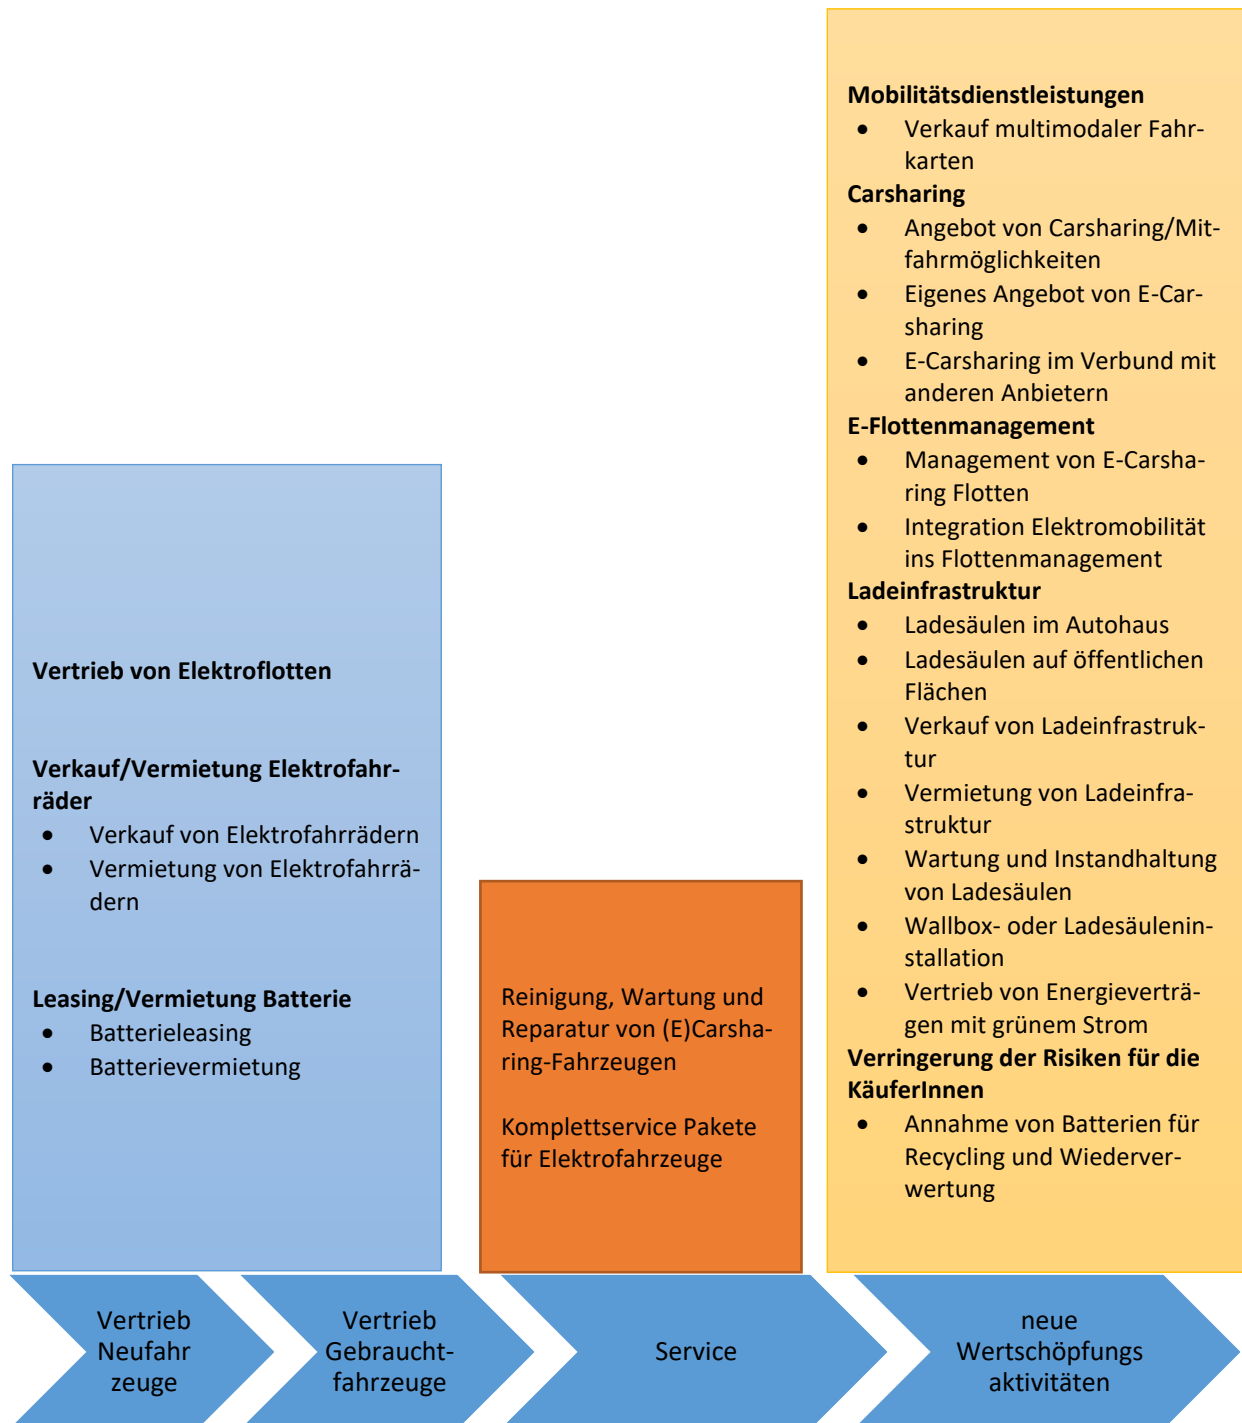 Mobilitätsdienstleistungen
• Verkauf multimodaler Fahr-
karten
Carsharing
• Angebot von Carsharing/Mit-
fahrmöglichkeiten
• Eigenes Angebot von E-Car-
sharing
• E-Carsharing im Verbund mit
anderen Anbietern
E-Flottenmanagement
• Management von E-Carsha-
ring Flotten
• Integration Elektromobilität
ins Flottenmanagement
Ladeinfrastruktur
• Ladesäulen im Autohaus
• Ladesäulen auf öffentlichen
Flächen
• Verkauf von Ladeinfrastruk-
tur
• Vermietung von Ladeinfra-
struktur
• Wartung und Instandhaltung
von Ladesäulen
• Wallbox- oder Ladesäulenin-
stallation
• Vertrieb von Energieverträ-
gen mit grünem Strom
Verringerung der Risiken für die
KäuferInnen
• Annahme von Batterien für
Recycling und Wiederver-
wertung
Vertrieb von Elektroflotten
Verkauf/Vermietung Elektrofahr-
räder
• Verkauf von Elektrofahrrädern
• Vermietung von Elektrofahrrä-
dern
Leasing/Vermietung Batterie
• Batterieleasing
• Batterievermietung
Reinigung, Wartung und
Reparatur von (E)Carsha-
ring-Fahrzeugen
Komplettservice Pakete
für Elektrofahrzeuge
Vertrieb
Neufahr
zeuge
Vertrieb
Gebraucht-
fahrzeuge
Service
neue
Wertschöpfungs
aktivitäten